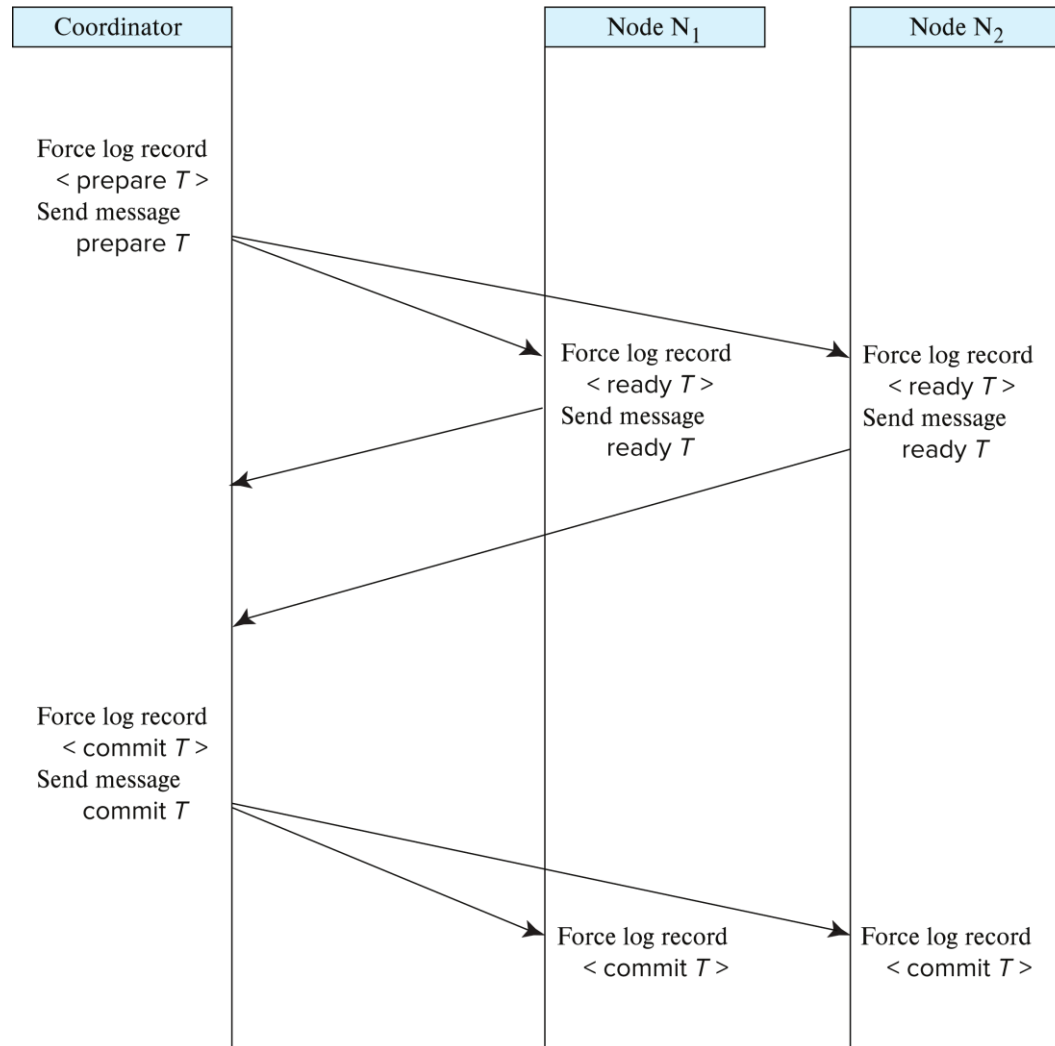 Coordinator
Node N₁
Node N₂
Force log record
< prepare T >
Send message
prepare T
Force log record
< ready T >
Send message
ready T
Force log record
< ready T >
Send message
ready T
Force log record
< commit T >
Send message
commit T
Force log record
< commit T >
Force log record
< commit T >